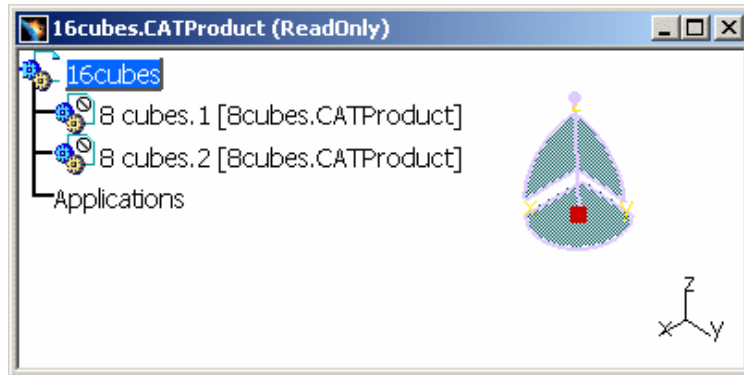 16cubes.CATProduct (ReadOnly)
16cubes
8 cubes.1 [8cubes.CATProduct]
8 cubes.2 [8cubes.CATProduct]
Applications
x y
z
x y